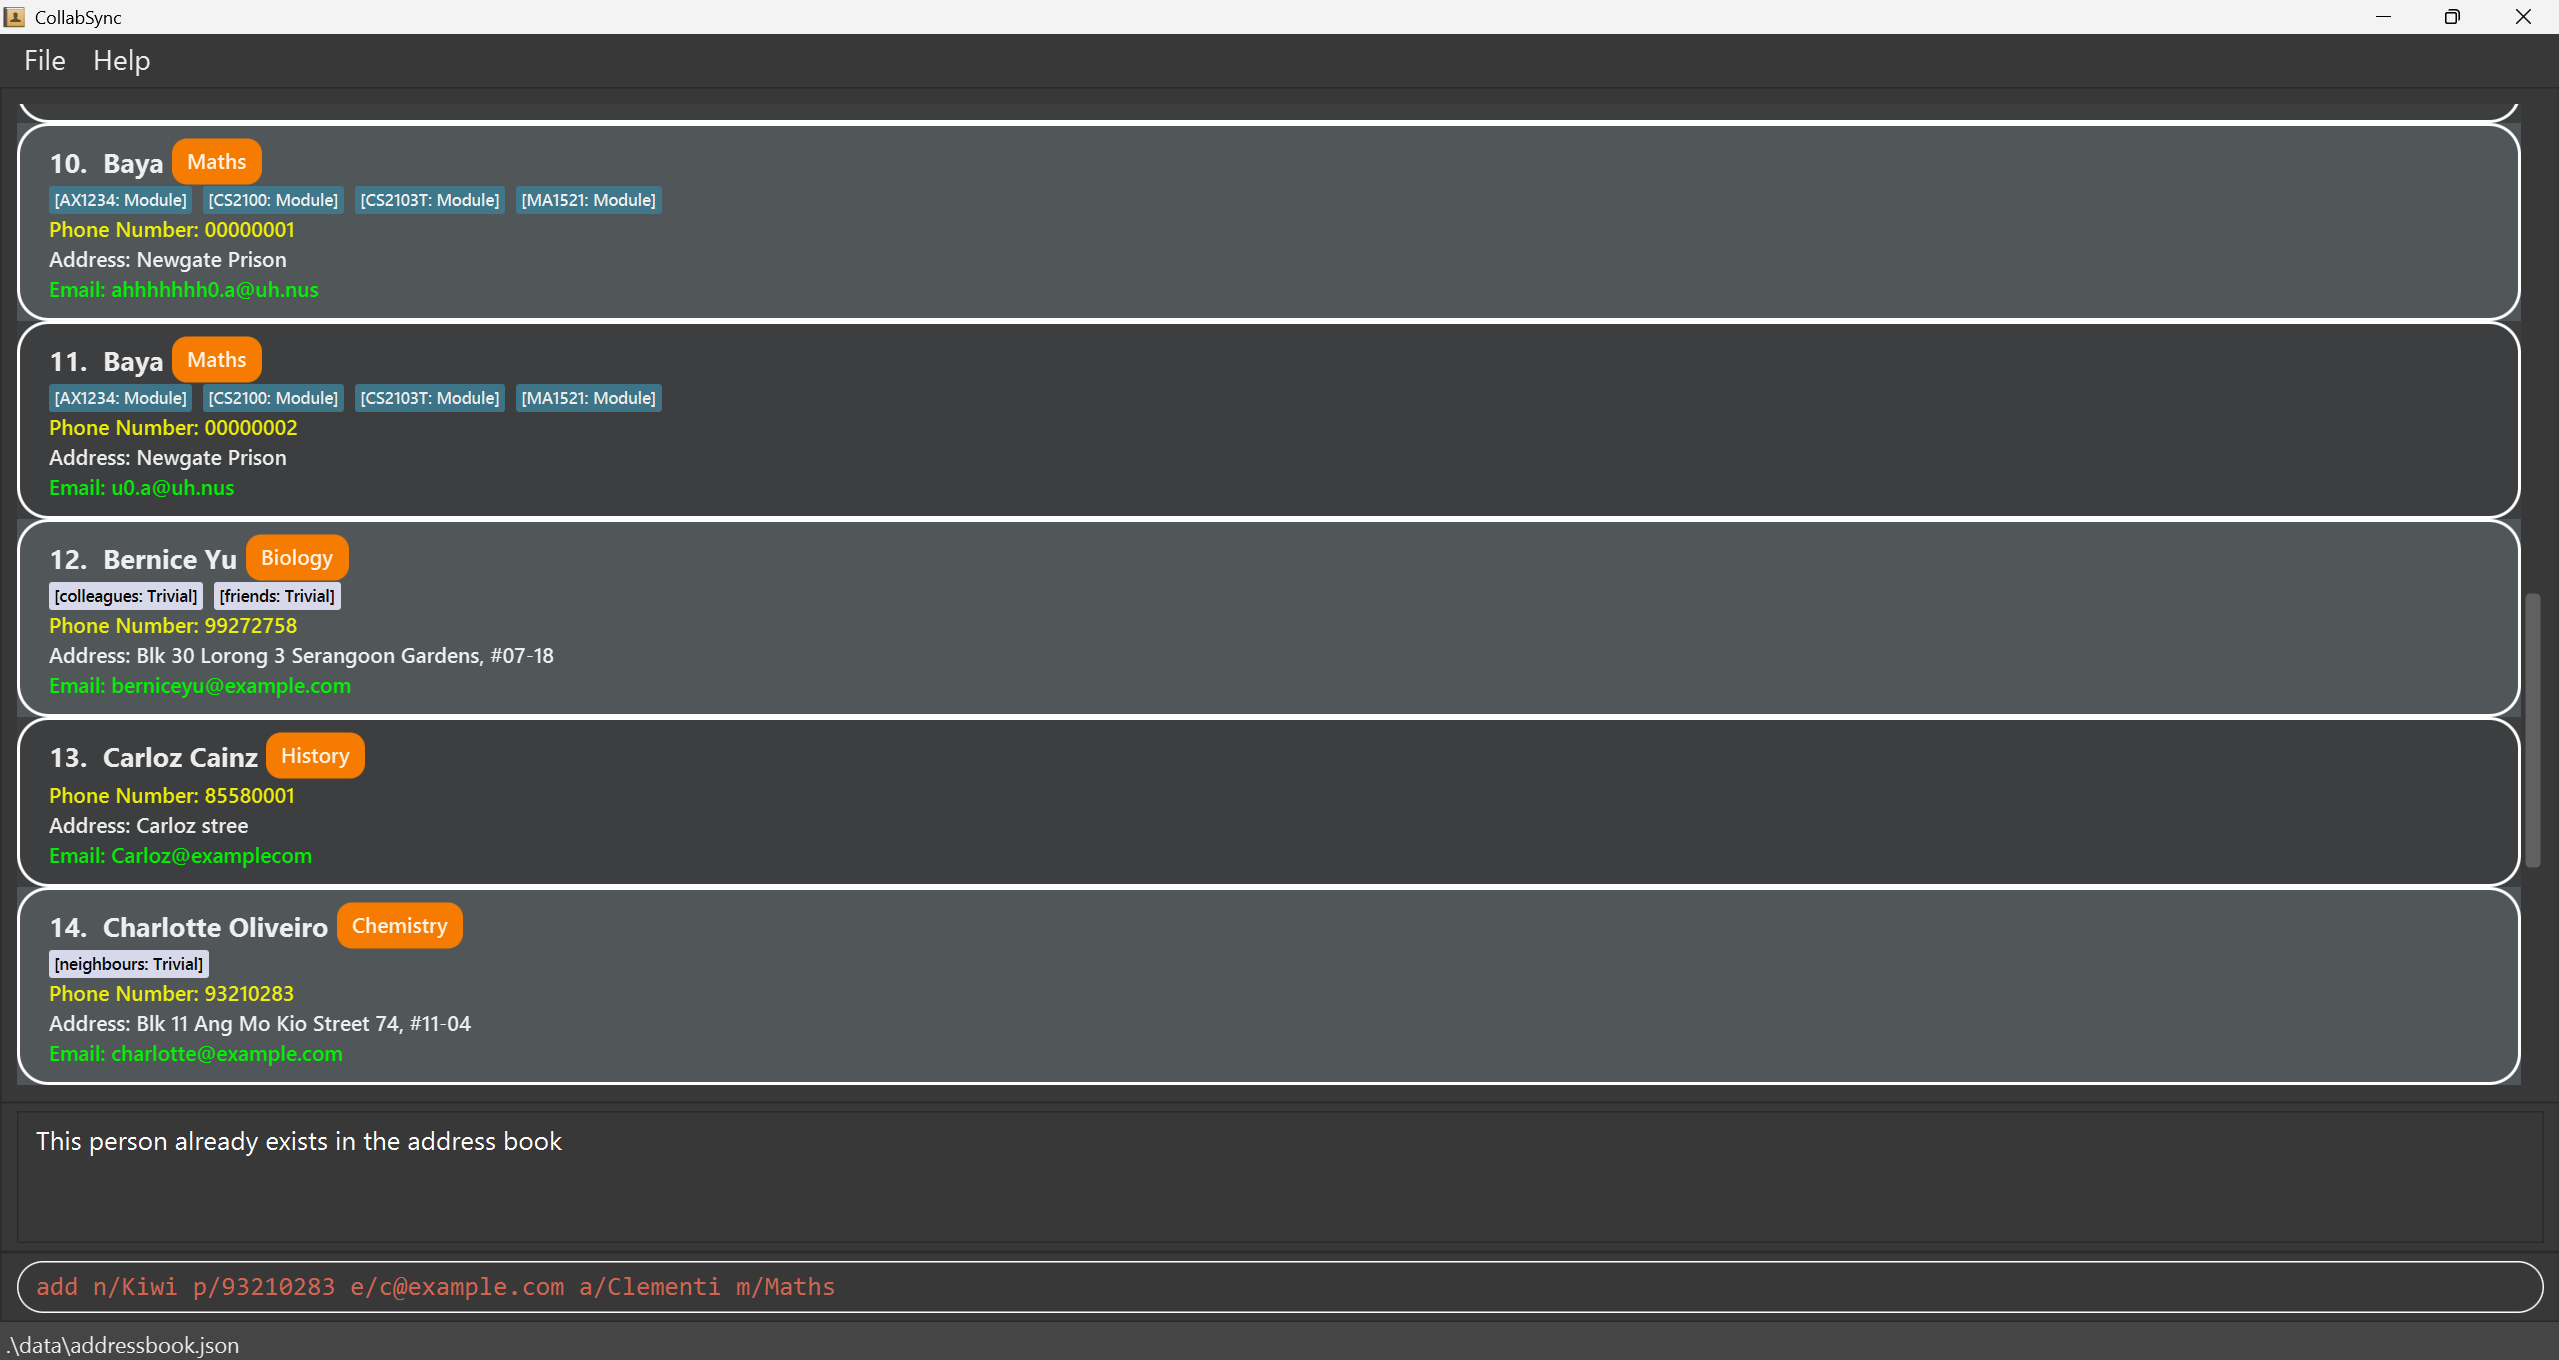 CollabSync
File Help
10. Baya Maths
[AX1234: Module] [CS2100: Module] [CS2103T: Module] [MA1521: Module]
Phone Number: 00000001
Address: Newgate Prison
Email: ahhhhhhh0.a@uh.nus
11. Baya Maths
[AX1234: Module] [CS2100: Module] [CS2103T: Module] [MA1521: Module]
Phone Number: 00000002
Address: Newgate Prison
Email: u0.a@uh.nus
12. Bernice Yu Biology
[colleagues: Trivial] [friends: Trivial]
Phone Number: 99272758
Address: Blk 30 Lorong 3 Serangoon Gardens, #07-18
Email: berniceyu@example.com
13. Carloz Cainz History
Phone Number: 85580001
Address: Carloz stree
Email: Carloz@examplecom
14. Charlotte Oliveiro Chemistry
[neighbours: Trivial]
Phone Number: 93210283
Address: Blk 11 Ang Mo Kio Street 74, #11-04
Email: charlotte@example.com
This person already exists in the address book
add n/Kiwi p/93210283 e/c@example.com a/Clementi m/Maths
.\data\addressbook.json